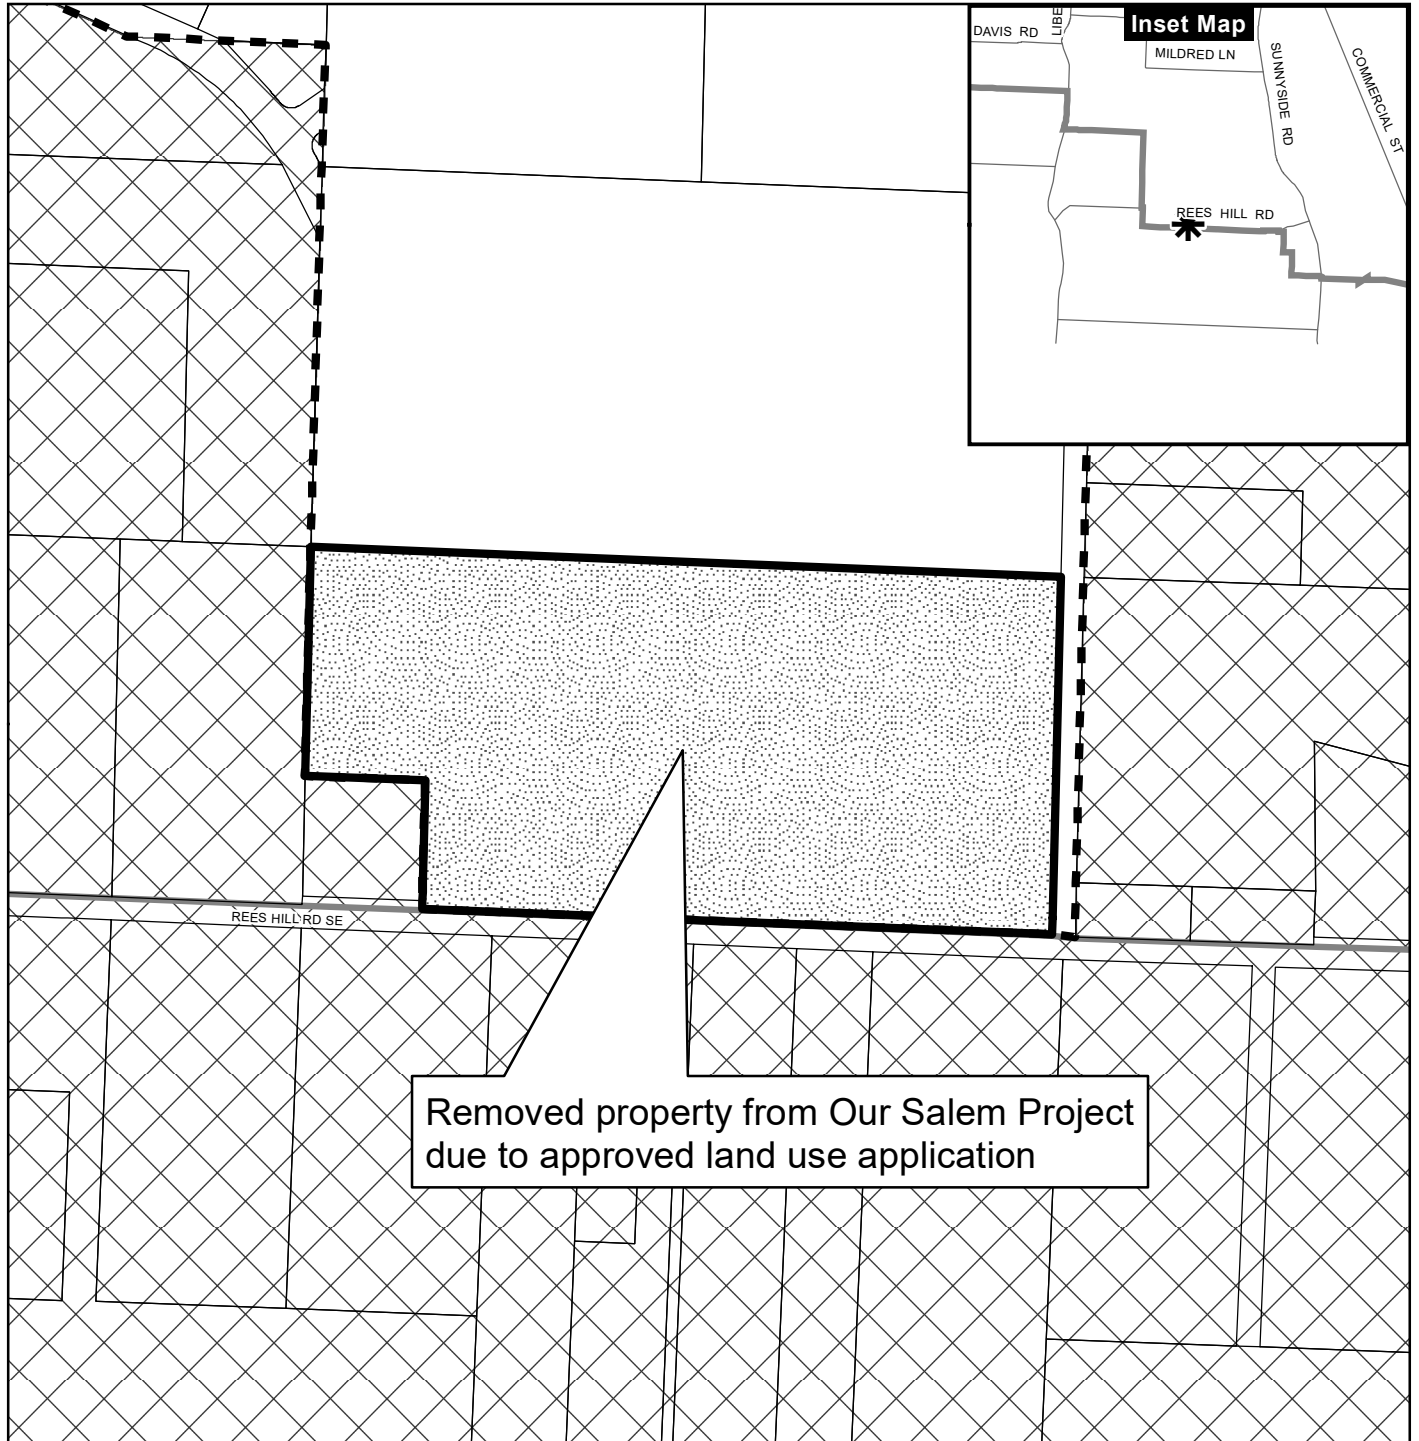 Inset Map
DAVIS RD
LIBE
MILDRED LN
SUNNYSIDE RD
COMMERCIAL ST
REES HILL RD
REES HILL RD SE
Removed property from Our Salem Project
due to approved land use application